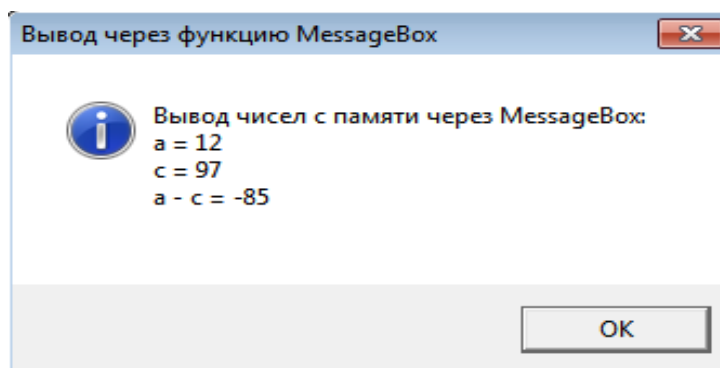 Вывод через функцию MessageBox
Вывод чисел с памяти через MessageBox:
a = 12
c = 97
a - c = -85
OK